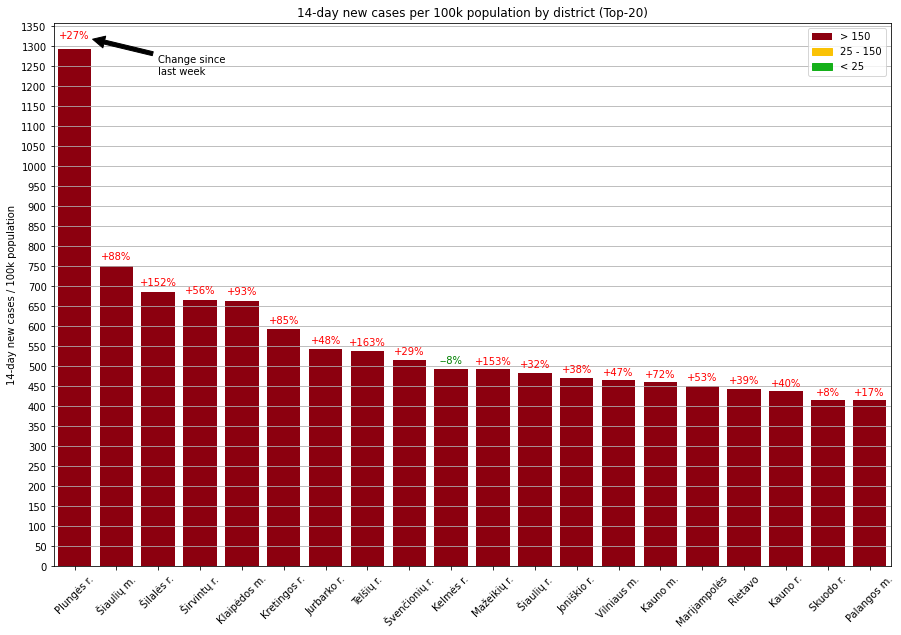 14-day new cases per 100k population by district (Top-20)
14-day new cases / 100k population
1350
1300
1250
1200
1150
1100
1050
1000
950
900
850
800
750
700
650
600
550
500
450
400
350
300
250
200
150
100
50
0
+27%
Change since
last week
> 150
25 - 150
< 25
+88%
+152%
+56%
+93%
+85%
+48%
+163%
+29%
−8%
+153%
+32%
+38%
+47%
+72%
+53%
+39%
+40%
+8%
+17%
Plungės r.
Šiaulių m.
Šilalės r.
Širvintų r.
Klaipėdos m.
Kretingos r.
Jurbarko r.
Telšių r.
Švenčionių r.
Kelmės r.
Mažeikių r.
Šiaulių r.
Joniškio r.
Vilniaus m.
Kauno m.
Marijampolės
Rietavo
Kauno r.
Skuodo r.
Palangos m.